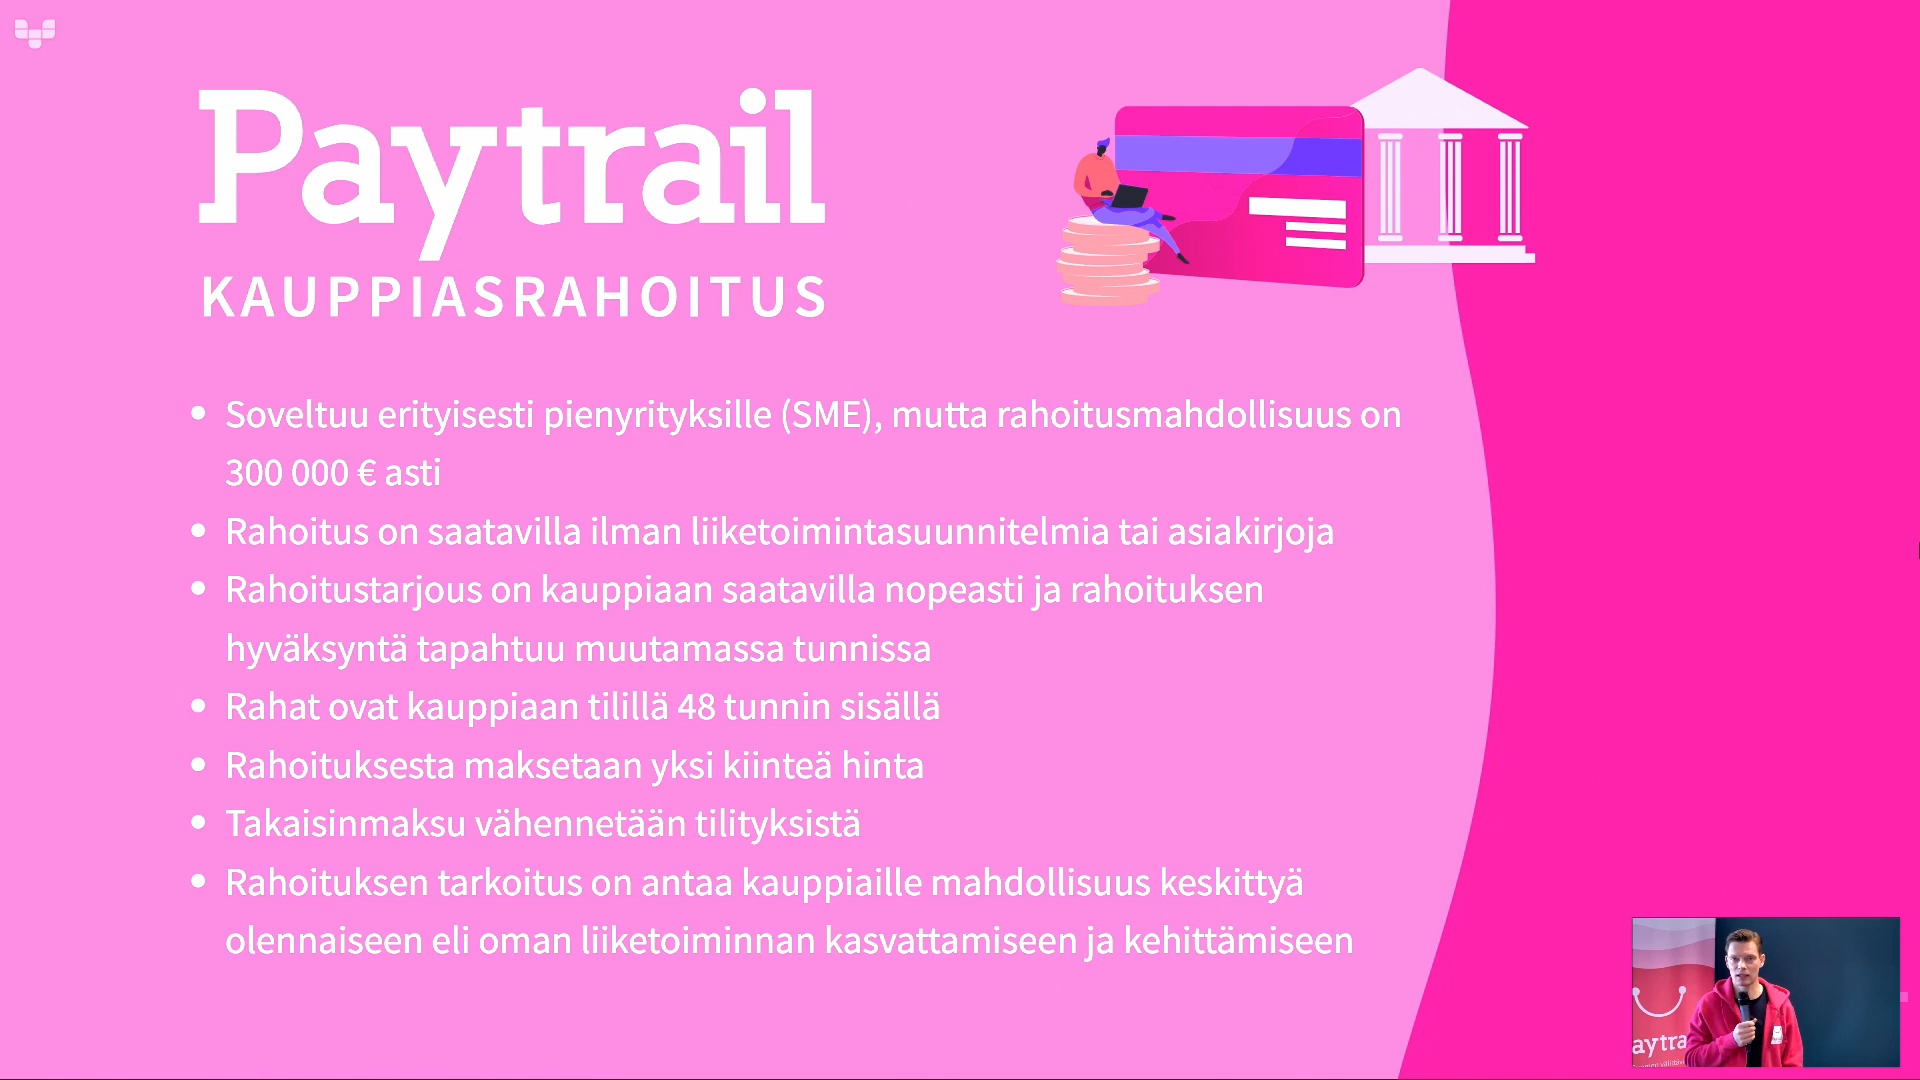 Paytrail
KAUPPIASRAHOITUS
• Soveltuu erityisesti pienyrityksille (SME), mutta rahoitusmahdollisuus on
300 000 € asti
• Rahoitus on saatavilla ilman liiketoimintasuunnitelmia tai asiakirjoja
• Rahoitustarjous on kauppiaan saatavilla nopeasti ja rahoituksen
hyväksyntä tapahtuu muutamassa tunnissa
• Rahat ovat kauppiaan tilillä 48 tunnin sisällä
• Rahoituksesta maksetaan yksi kiinteä hinta
• Takaisinmaksu vähennetään tilityksistä
• Rahoituksen tarkoitus on antaa kauppiaille mahdollisuus keskittyä
olennaiseen eli oman liiketoiminnan kasvattamiseen ja kehittämiseen
aytra